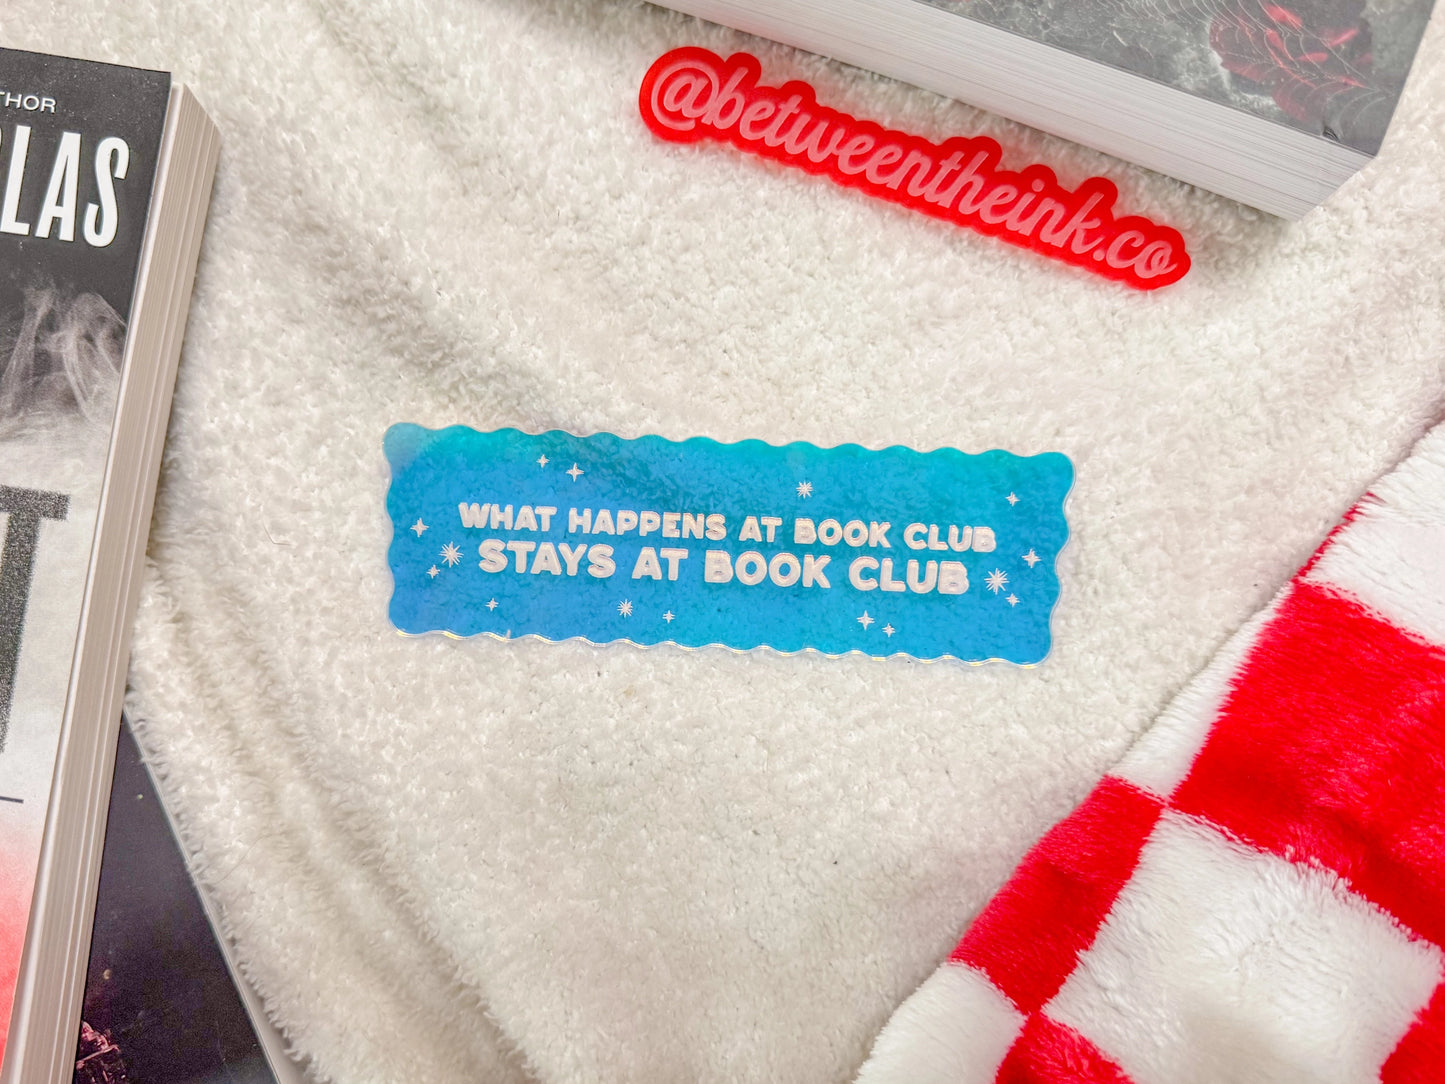 THOR
LAS
T
@betweentheink.co
WHAT HAPPENS AT BOOK CLUB
STAYS AT BOOK CLUB